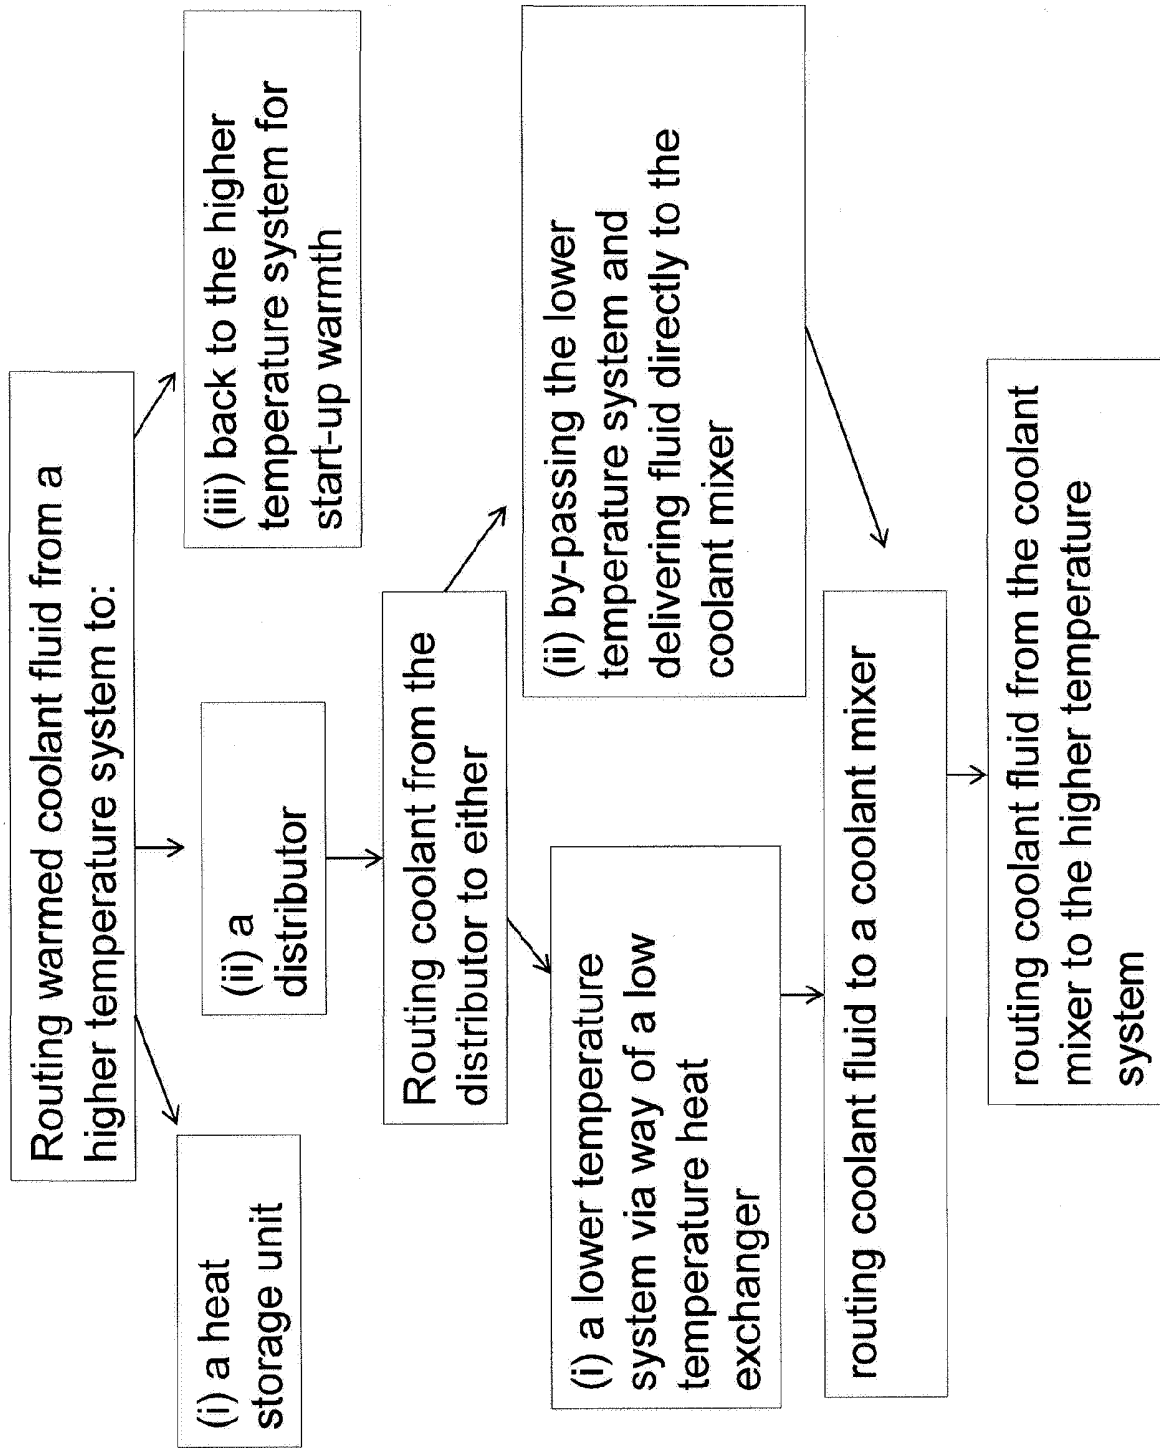 Routing warmed coolant fluid from a
higher temperature system to:
(i) a heat
storage unit
(ii) a
distributor
(iii) back to the higher
temperature system for
start-up warmth
Routing coolant from the
distributor to either
(i) a lower temperature
system via way of a low
temperature heat
exchanger
(ii) by-passing the lower
temperature system and
delivering fluid directly to the
coolant mixer
routing coolant fluid to a coolant mixer
routing coolant fluid from the coolant
mixer to the higher temperature
system